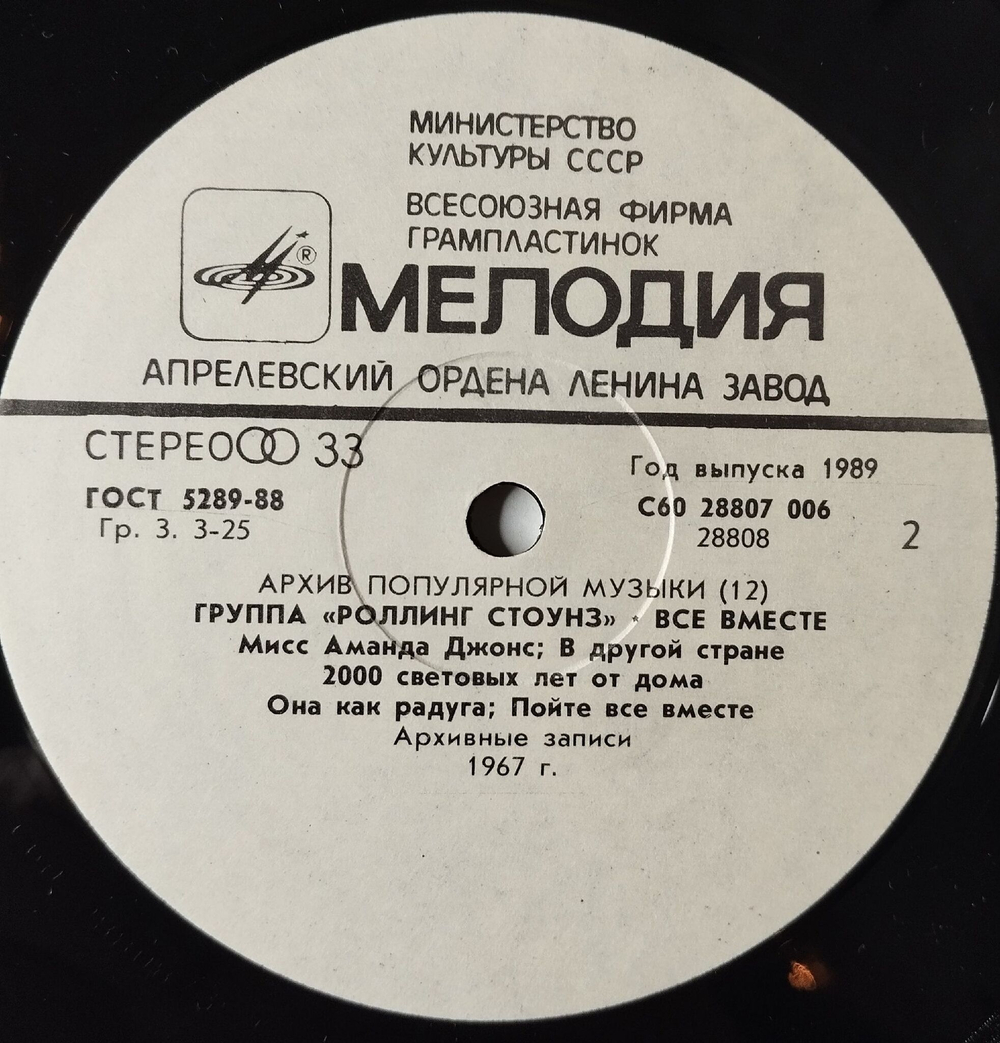 МИНИСТЕРСТВО
КУЛЬТУРЫ СССР
ВСЕСОЮЗНАЯ ФИРМА
ГРАМПЛАСТИНОК
®
МЕЛОДИЯ
АПРЕЛЕВСКИЙ ОРДЕНА ЛЕНИНА ЗАВОД
СТЕРЕО 33
ГОСТ 5289-88
Гр. 3. 3-25
Год выпуска 1989
С60 28807 006
28808
2
АРХИВ ПОПУЛЯРНОЙ МУЗЫКИ (12)
ГРУППА «РОЛЛИНГ СТОУНЗ» * ВСЕ ВМЕСТЕ
Мисс Аманда Джонс; В другой стране
2000 световых лет от дома
Она как радуга; Пойте все вместе
Архивные записи
1967 г.